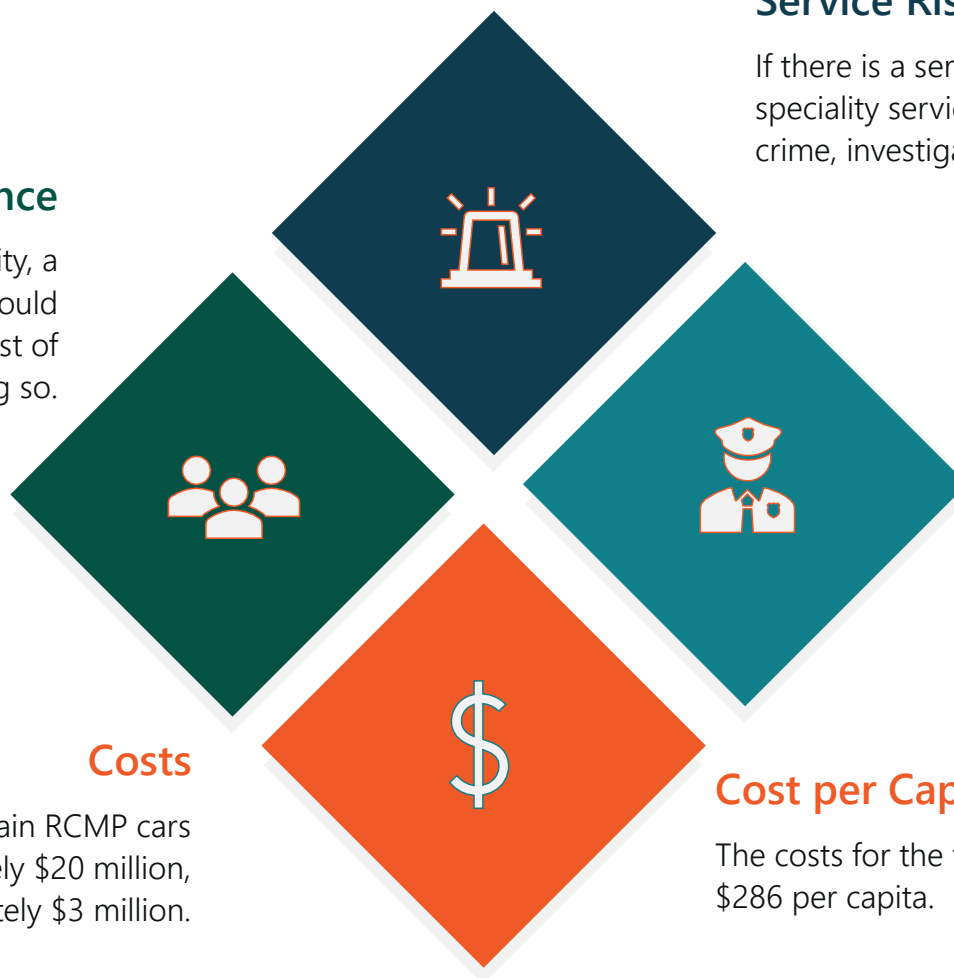 Service Ris
If there is a ser
speciality servi
crime, investiga
nce
ity, a
ould
st of
g so.
Costs
ain RCMP cars
ely $20 million,
tely $3 million.
Cost per Cap
The costs for the
$286 per capita.